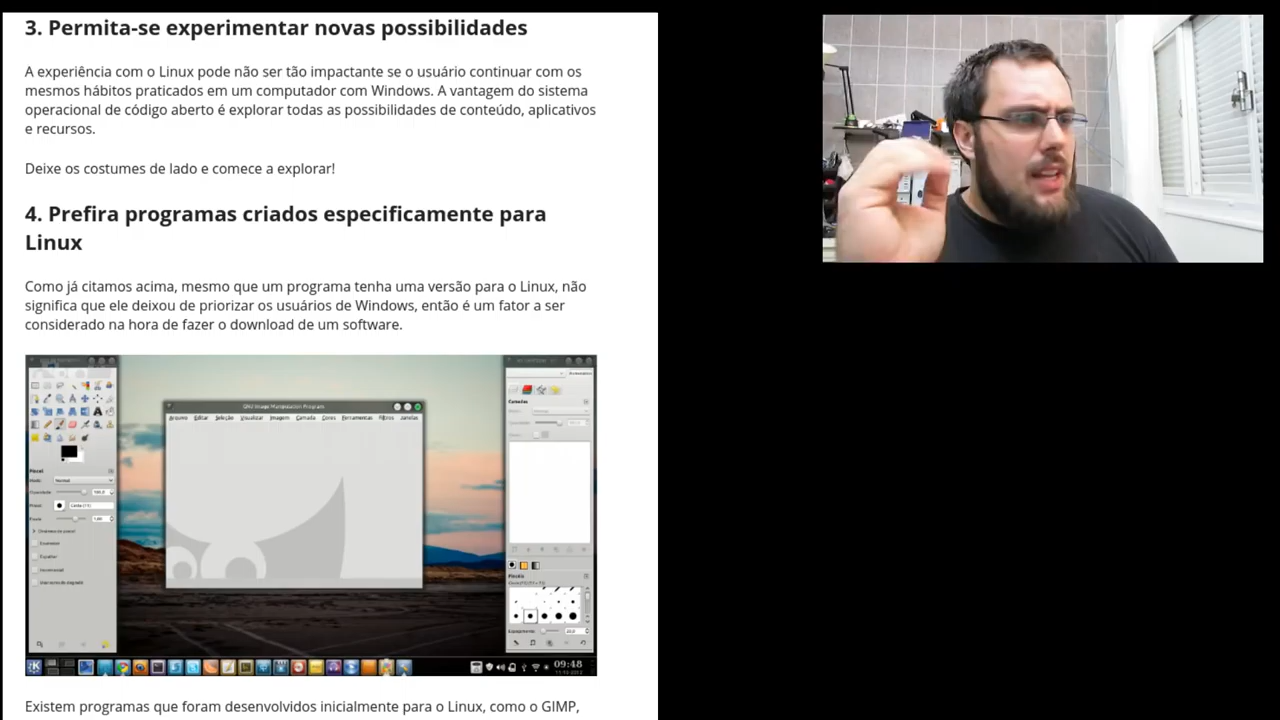 3. Permita-se experimentar novas possibilidades
A experiência com o Linux pode não ser tão impactante se o usuário continuar com os
mesmos hábitos praticados em um computador com Windows. A vantagem do sistema
operacional de código aberto é explorar todas as possibilidades de conteúdo, aplicativos
e recursos.
Deixe os costumes de lado e comece a explorar!
4. Prefira programas criados especificamente para
Linux
Como já citamos acima, mesmo que um programa tenha uma versão para o Linux, não
significa que ele deixou de priorizar os usuários de Windows, então é um fator a ser
considerado na hora de fazer o download de um software.
GNU Image Manipulation Program
Arquivo Editar Seleção Visualizar Imagem Camada Cores Ferramentas Filtros Janelas
09:48
Existem programas que foram desenvolvidos inicialmente para o Linux, como o GIMP,